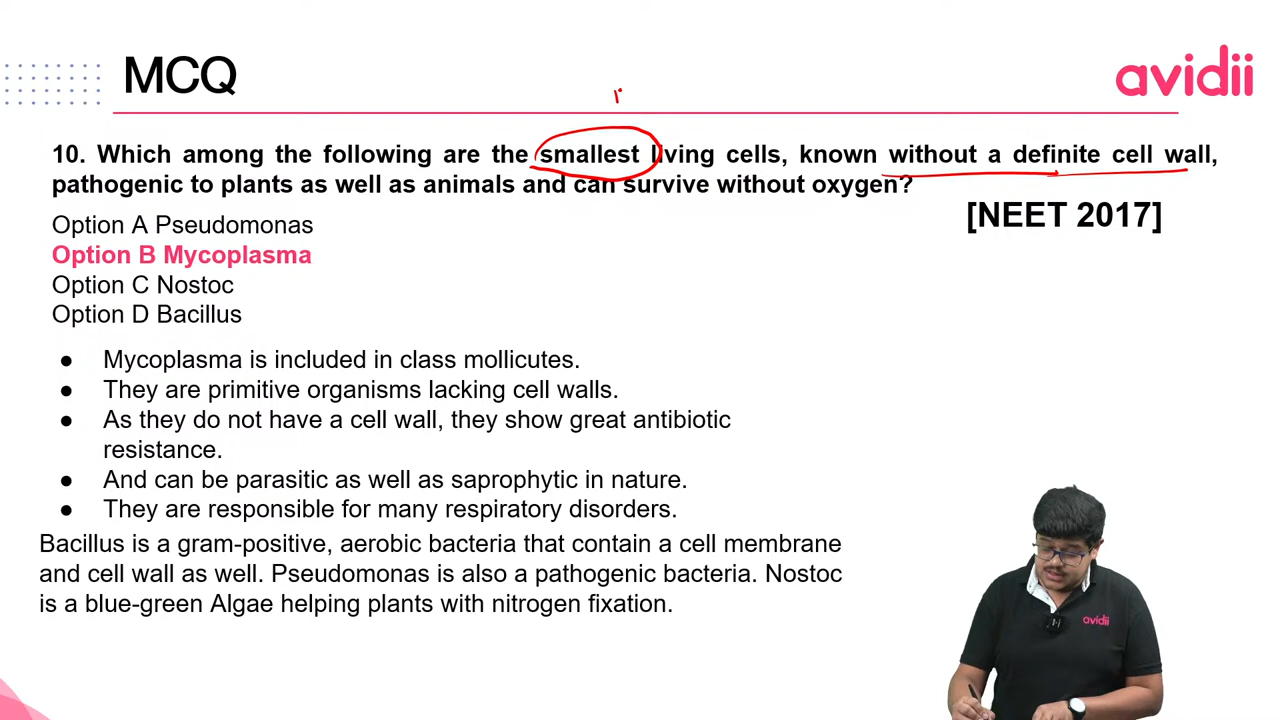 MCQ
avidii
10. Which among the following are the smallest living cells, known without a definite cell wall,
pathogenic to plants as well as animals and can survive without oxygen?
[NEET 2017]
Option A Pseudomonas
Option B Mycoplasma
Option C Nostoc
Option D Bacillus
● Mycoplasma is included in class mollicutes.
● They are primitive organisms lacking cell walls.
● As they do not have a cell wall, they show great antibiotic
resistance.
● And can be parasitic as well as saprophytic in nature.
● They are responsible for many respiratory disorders.
Bacillus is a gram-positive, aerobic bacteria that contain a cell membrane
and cell wall as well. Pseudomonas is also a pathogenic bacteria. Nostoc
is a blue-green Algae helping plants with nitrogen fixation.
avidii